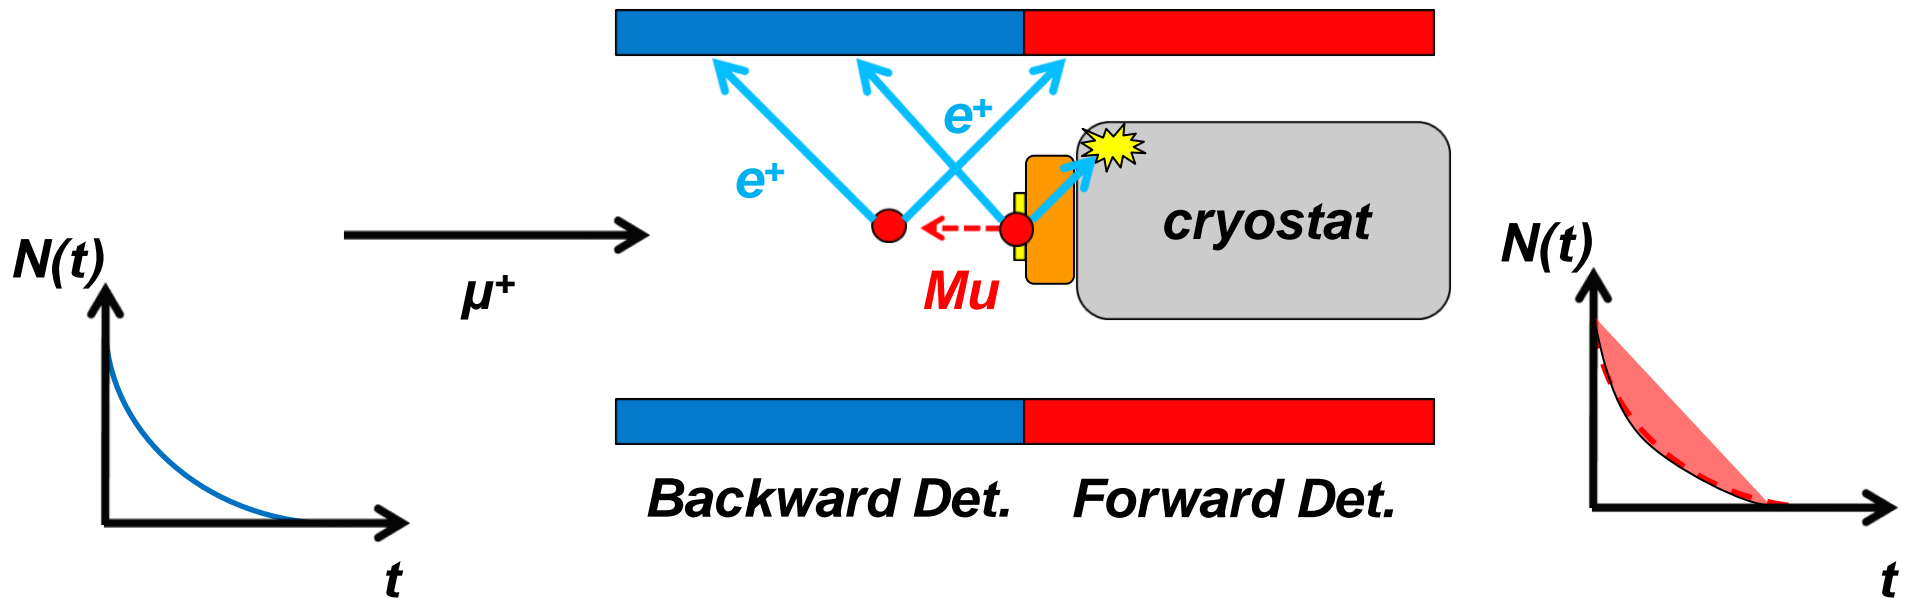 e⁺
e⁺
cryostat
N(t)
N(t)
μ⁺
Mu
Backward Det.
Forward Det.
t
t